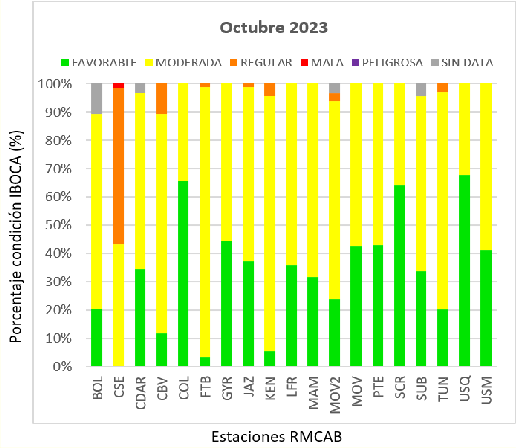 Octubre 2023
FAVORABLE MODERADA REGULAR MALA PELIGROSA SIN DATA
Porcentaje condición IBOCA (%)
100%
90%
80%
70%
60%
50%
40%
30%
20%
10%
0%
BOL CSE CDAR CBV COL FTB GYR JAZ KEN LFR MAM MOV2 MOV PTE SCR SUB TUN USQ USM
Estaciones RMCAB